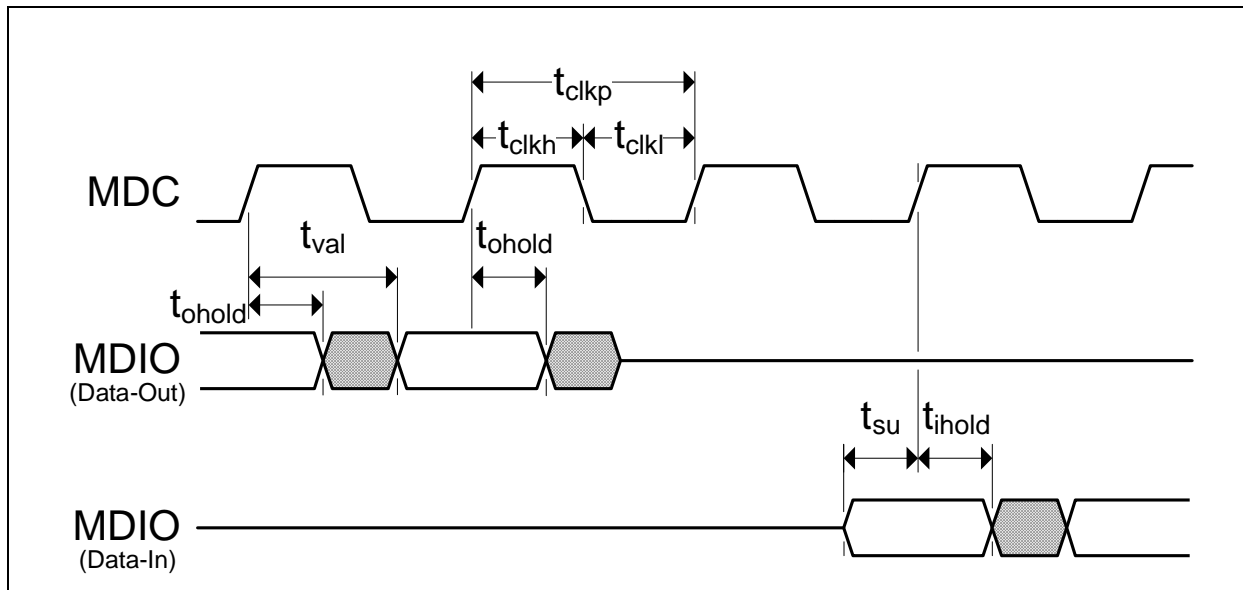 tclkp
tclkh tclkl
MDC
tval tohold
tohold
MDIO
(Data-Out)
tsu tihold
MDIO
(Data-In)